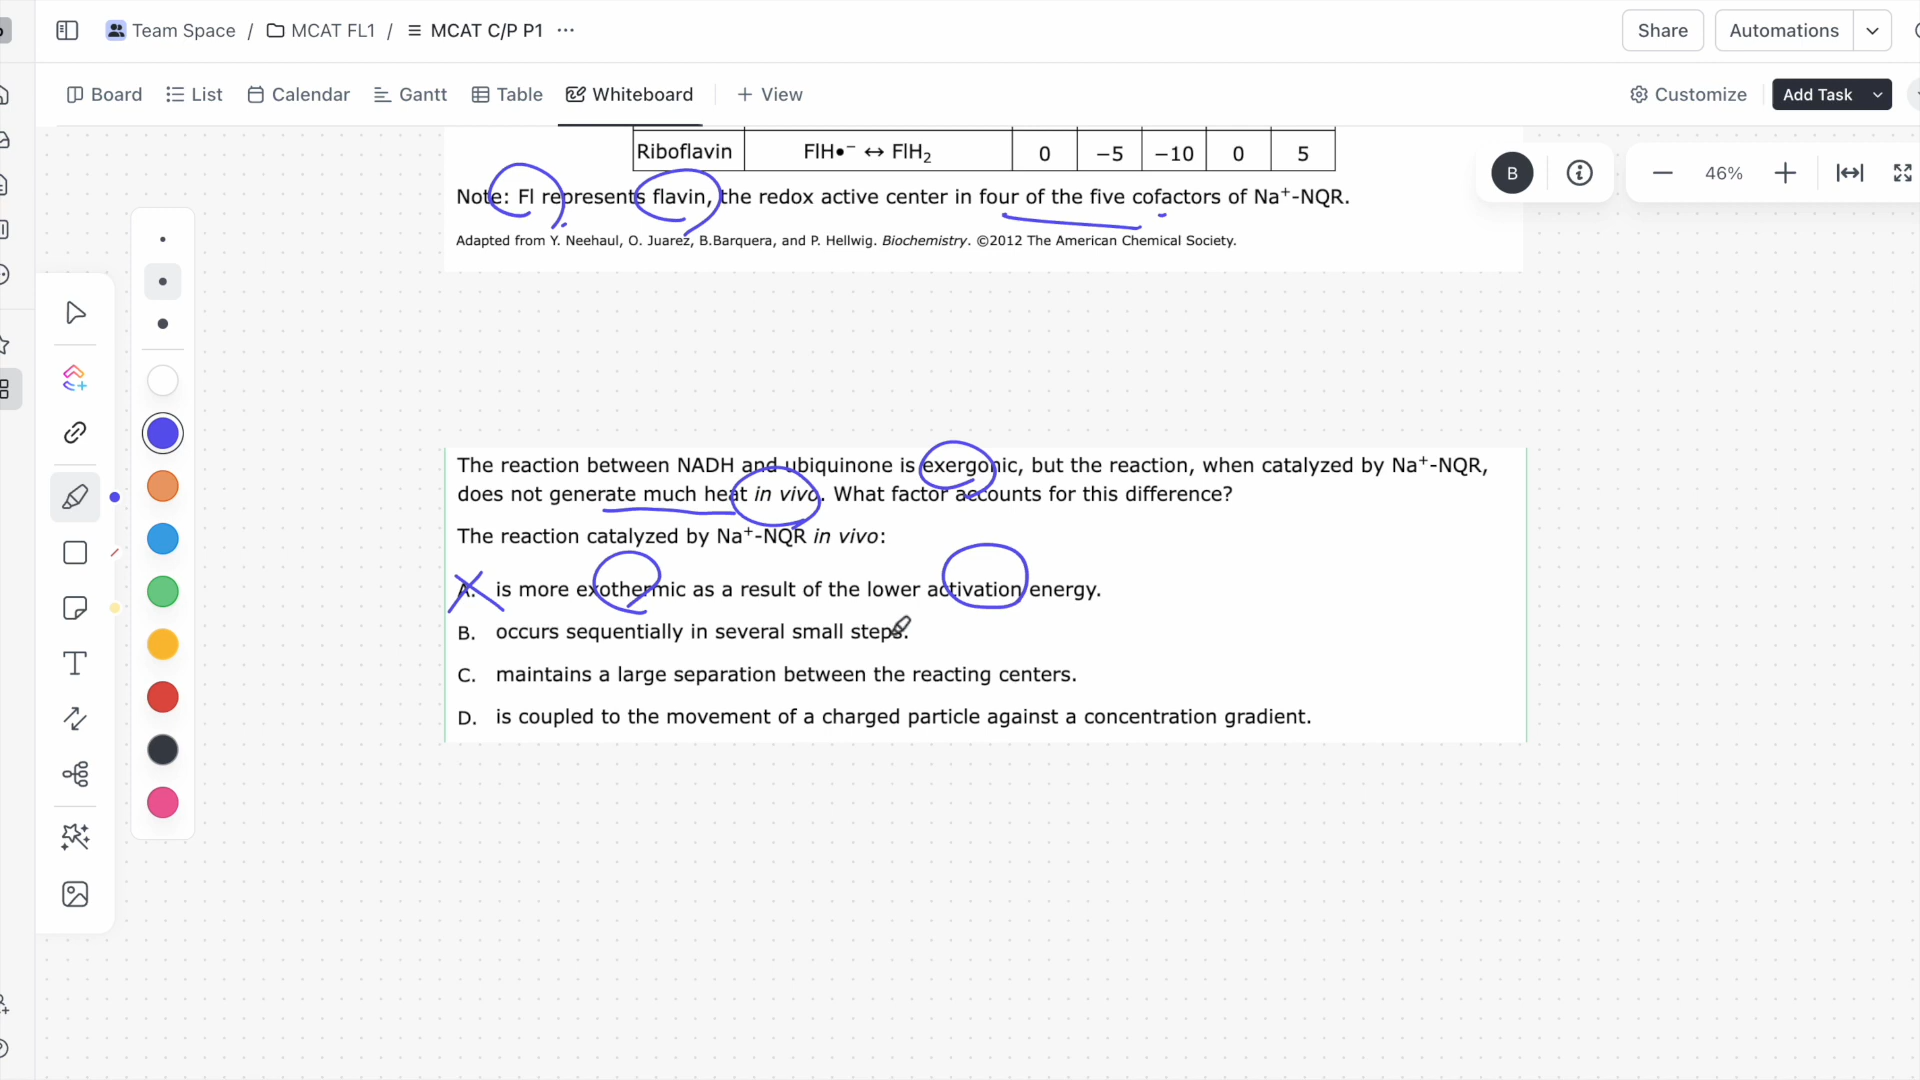 Team Space / MCAT FL1 / MCAT C/P P1 ···
Share
Automations
Board
List
Calendar
Gantt
Table
Whiteboard
+ View
Customize
Add Task
Riboflavin FlH●⁻ ↔ FlH₂ 0 −5 −10 0 5
B
46%
Note: Fl represents flavin, the redox active center in four of the five cofactors of Na⁺-NQR.
Adapted from Y. Neehaul, O. Juarez, B.Barquera, and P. Hellwig. Biochemistry. ©2012 The American Chemical Society.
The reaction between NADH and ubiquinone is exergonic, but the reaction, when catalyzed by Na⁺-NQR,
does not generate much heat in vivo. What factor accounts for this difference?
The reaction catalyzed by Na⁺-NQR in vivo:
A. is more exothermic as a result of the lower activation energy.
B. occurs sequentially in several small steps.
C. maintains a large separation between the reacting centers.
D. is coupled to the movement of a charged particle against a concentration gradient.